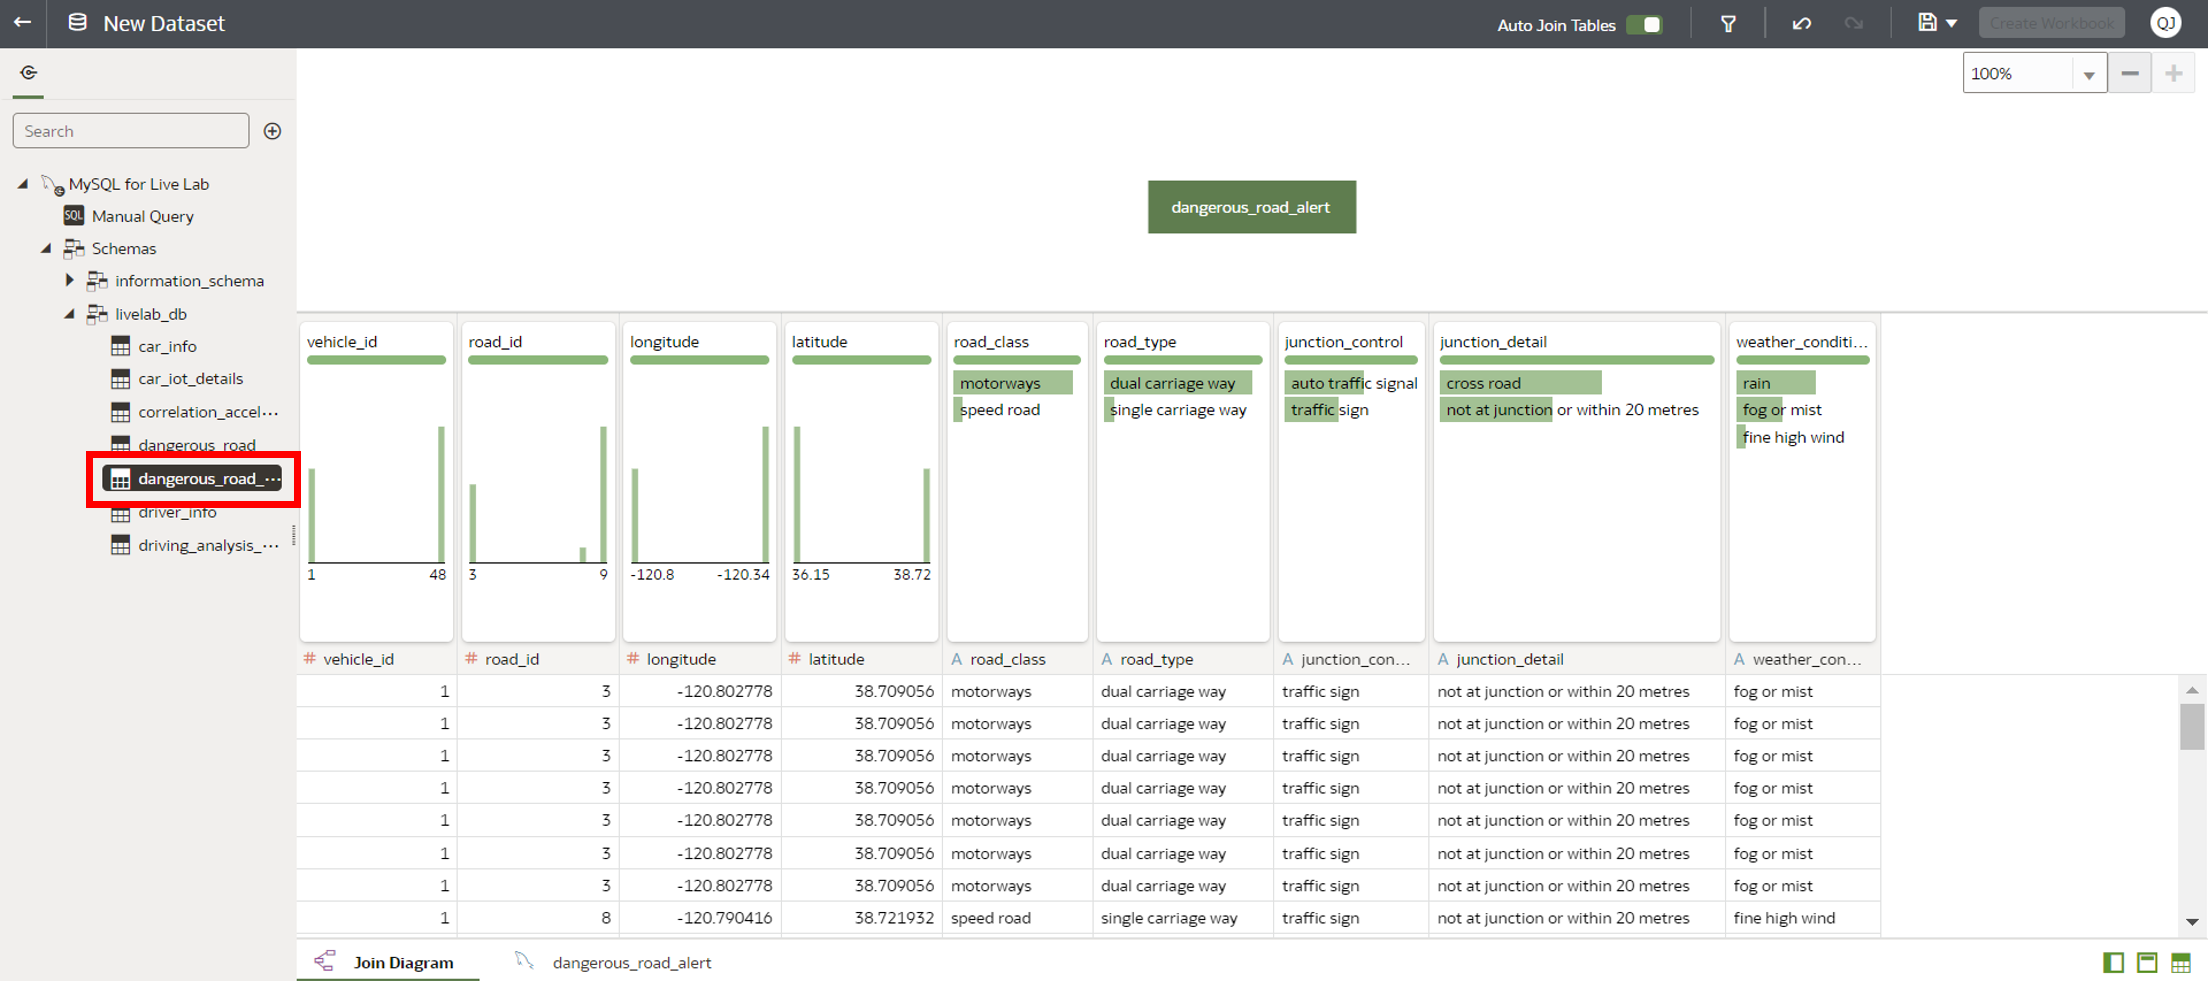 New Dataset
Auto Join Tables
Create Workbook
QJ
100%
Search
MySQL for Live Lab
SQL Manual Query
Schemas
information_schema
livelab_db
car_info
car_iot_details
correlation_accel...
dangerous_road
dangerous_road_...
driver_info
driving_analysis_...
dangerous_road_alert
vehicle_id
1 48
road_id
3 9
longitude
-120.8 -120.34
latitude
36.15 38.72
road_class
motorways
speed road
road_type
dual carriage way
single carriage way
junction_control
auto traffic signal
traffic sign
junction_detail
cross road
not at junction or within 20 metres
weather_conditi...
rain
fog or mist
fine high wind
# vehicle_id # road_id # longitude # latitude A road_class A road_type A junction_con... A junction_detail A weather_con...
1 3 -120.802778 38.709056 motorways dual carriage way traffic sign not at junction or within 20 metres fog or mist
1 3 -120.802778 38.709056 motorways dual carriage way traffic sign not at junction or within 20 metres fog or mist
1 3 -120.802778 38.709056 motorways dual carriage way traffic sign not at junction or within 20 metres fog or mist
1 3 -120.802778 38.709056 motorways dual carriage way traffic sign not at junction or within 20 metres fog or mist
1 3 -120.802778 38.709056 motorways dual carriage way traffic sign not at junction or within 20 metres fog or mist
1 3 -120.802778 38.709056 motorways dual carriage way traffic sign not at junction or within 20 metres fog or mist
1 3 -120.802778 38.709056 motorways dual carriage way traffic sign not at junction or within 20 metres fog or mist
1 8 -120.790416 38.721932 speed road single carriage way traffic sign not at junction or within 20 metres fine high wind
Join Diagram
dangerous_road_alert